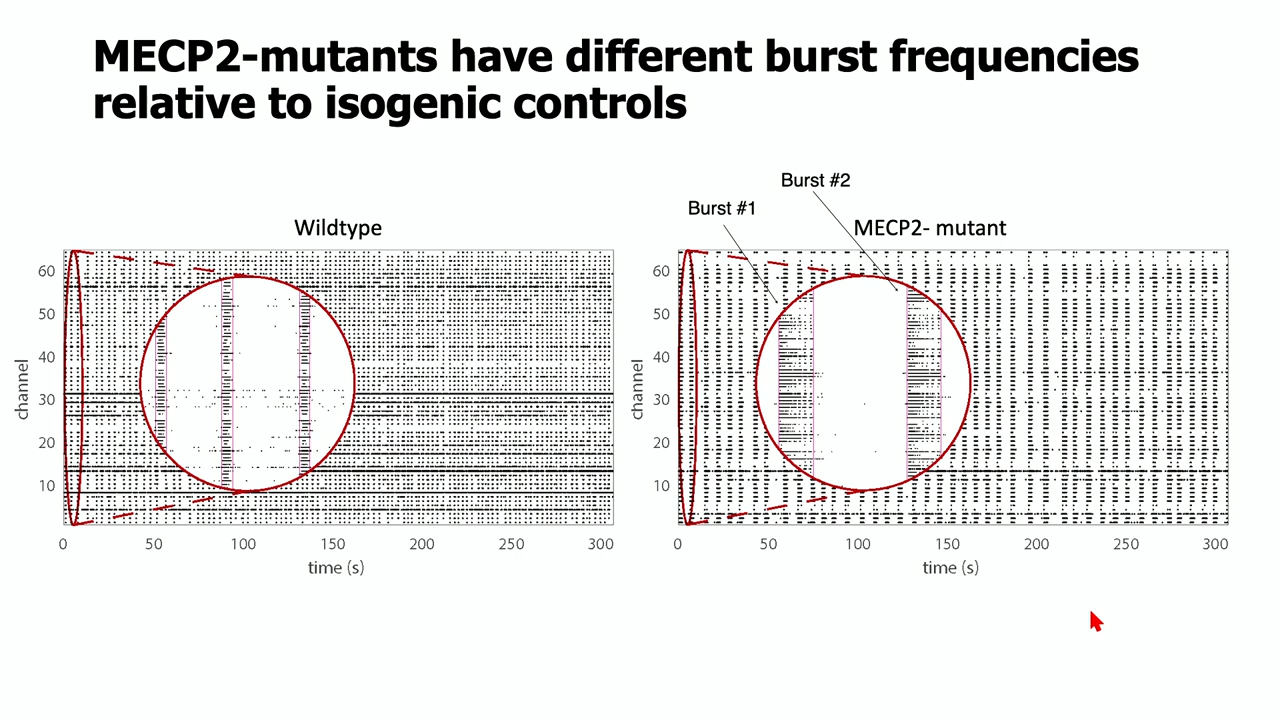 MECP2-mutants have different burst frequencies
relative to isogenic controls
Wildtype
channel
60
50
40
30
20
10
0 50 100 150 200 250 300
time (s)
Burst #1
Burst #2
MECP2- mutant
channel
60
50
40
30
20
10
0 50 100 150 200 250 300
time (s)